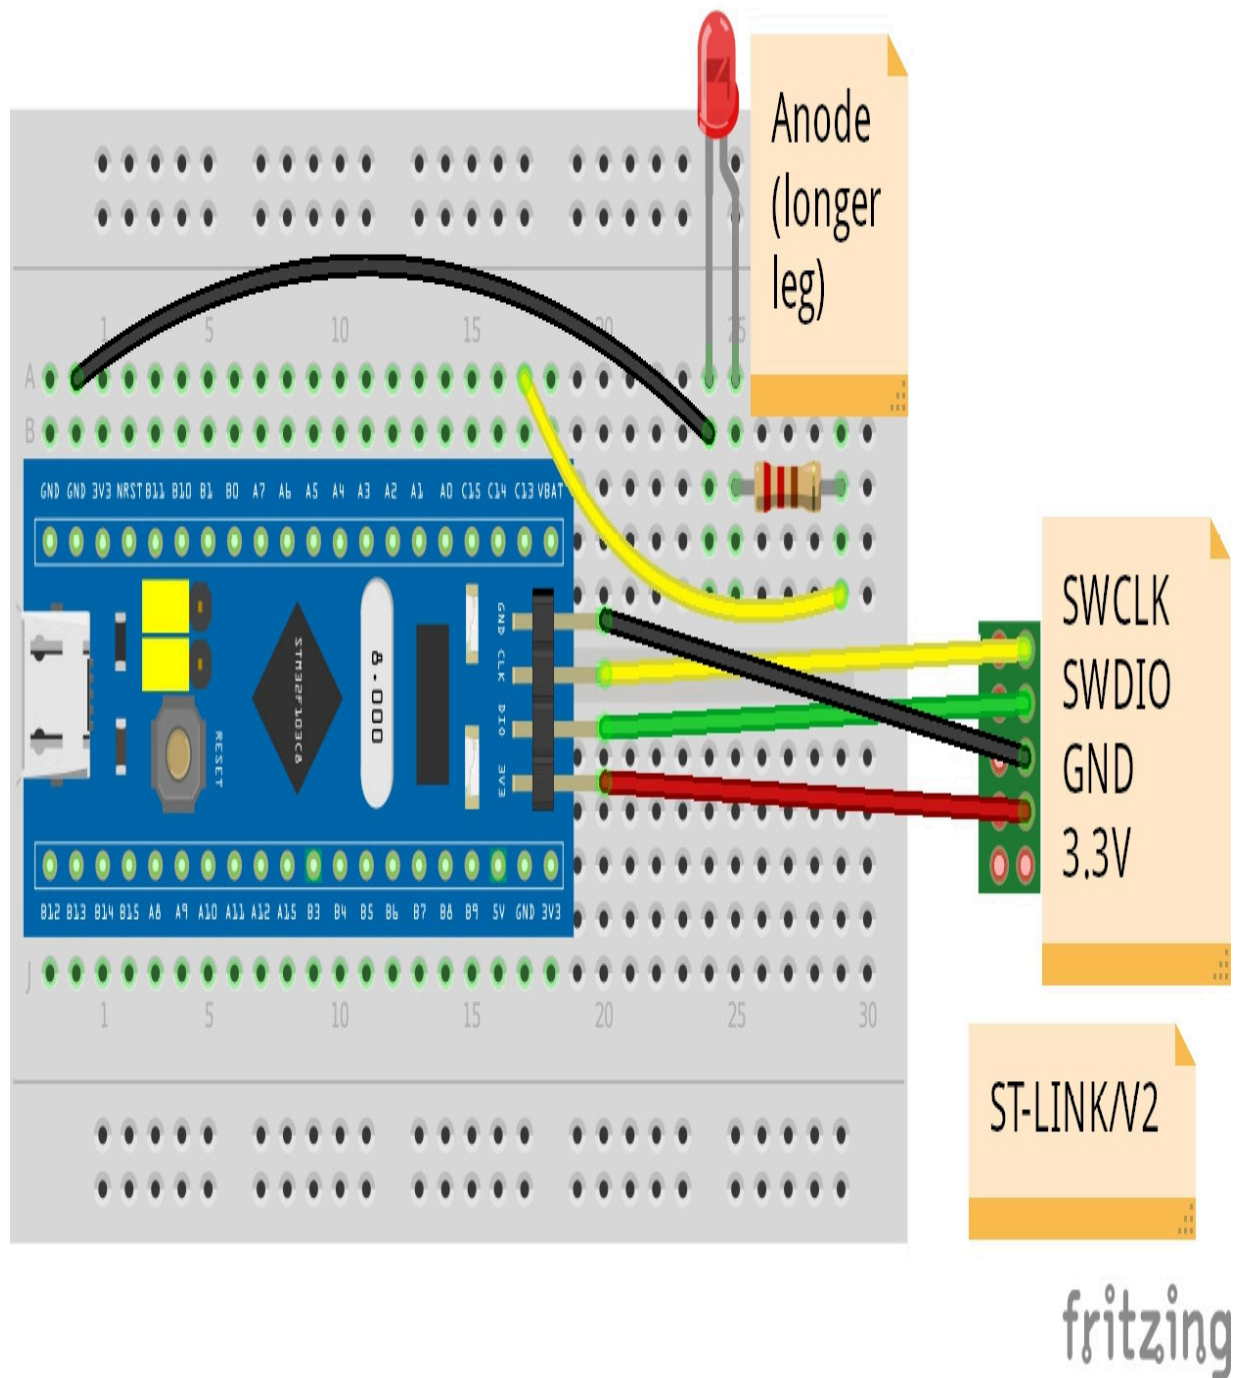 Anode
(longer
leg)
1 5 10 15 20 25
A
B
GND GND 3V3 NRST B11 B10 B1 B0 A7 A6 A5 A4 A3 A2 A1 A0 C15 C14 C13 VBAT
GND
CLK
DIO
3V3
STM32F103C8
8.000
RESET
B12 B13 B14 B15 A8 A9 A10 A11 A12 A15 B3 B4 B5 B6 B7 B8 B9 5V GND 3V3
J
1 5 10 15 20 25 30
SWCLK
SWDIO
GND
3.3V
ST-LINK/V2
fritzing